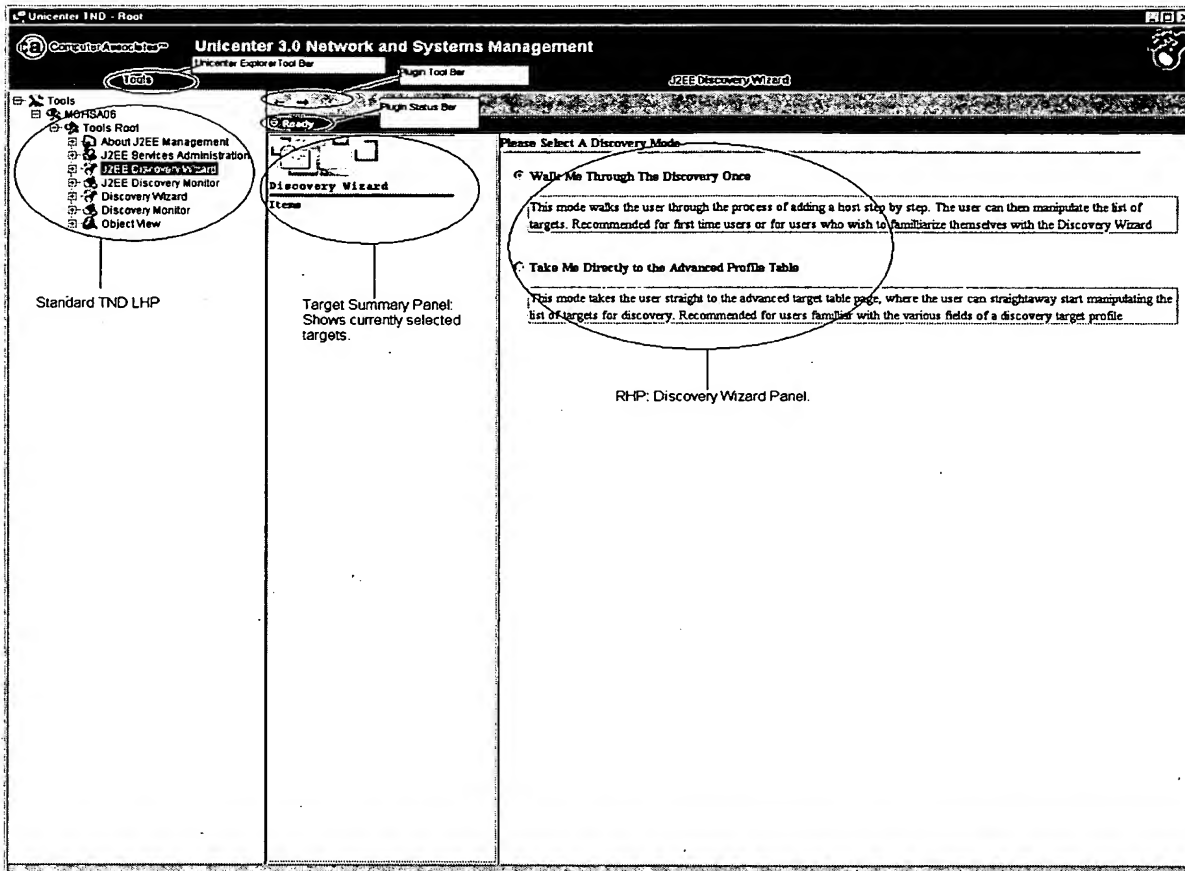 Unicenter TND - Root
Computer Associates™
Unicenter 3.0 Network and Systems Management
Unicenter Explorer Tool Bar
Plugin Tool Bar
Tools
J2EE Discovery Wizard
Plugin Status Bar
Ready
Tools
MOHSA06
Tools Root
About J2EE Management
J2EE Services Administration
J2EE Discovery Wizard
J2EE Discovery Monitor
Discovery Wizard
Discovery Monitor
Object View
Standard TND LHP
Discovery Wizard
Items
Target Summary Panel:
Shows currently selected
targets.
Please Select A Discovery Mode
Walk Me Through The Discovery Once
This mode walks the user through the process of adding a host step by step. The user can then manipulate the list of
targets. Recommended for first time users or for users who wish to familiarize themselves with the Discovery Wizard
Take Me Directly to the Advanced Profile Table
This mode takes the user straight to the advanced target table page, where the user can straightaway start manipulating the
list of targets for discovery. Recommended for users familiar with the various fields of a discovery target profile
RHP: Discovery Wizard Panel.